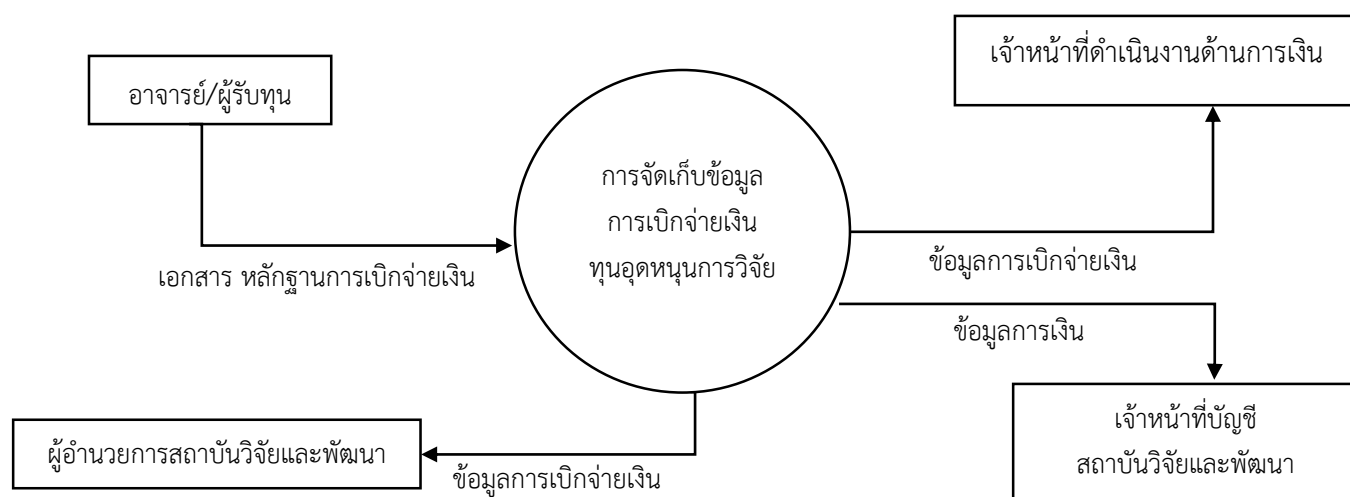 อาจารย์/ผู้รับทุน
เจ้าหน้าที่ดำเนินงานด้านการเงิน
การจัดเก็บข้อมูล
การเบิกจ่ายเงิน
ทุนอุดหนุนการวิจัย
เอกสาร หลักฐานการเบิกจ่ายเงิน
ข้อมูลการเบิกจ่ายเงิน
ข้อมูลการเงิน
เจ้าหน้าที่บัญชี
สถาบันวิจัยและพัฒนา
ผู้อำนวยการสถาบันวิจัยและพัฒนา
ข้อมูลการเบิกจ่ายเงิน